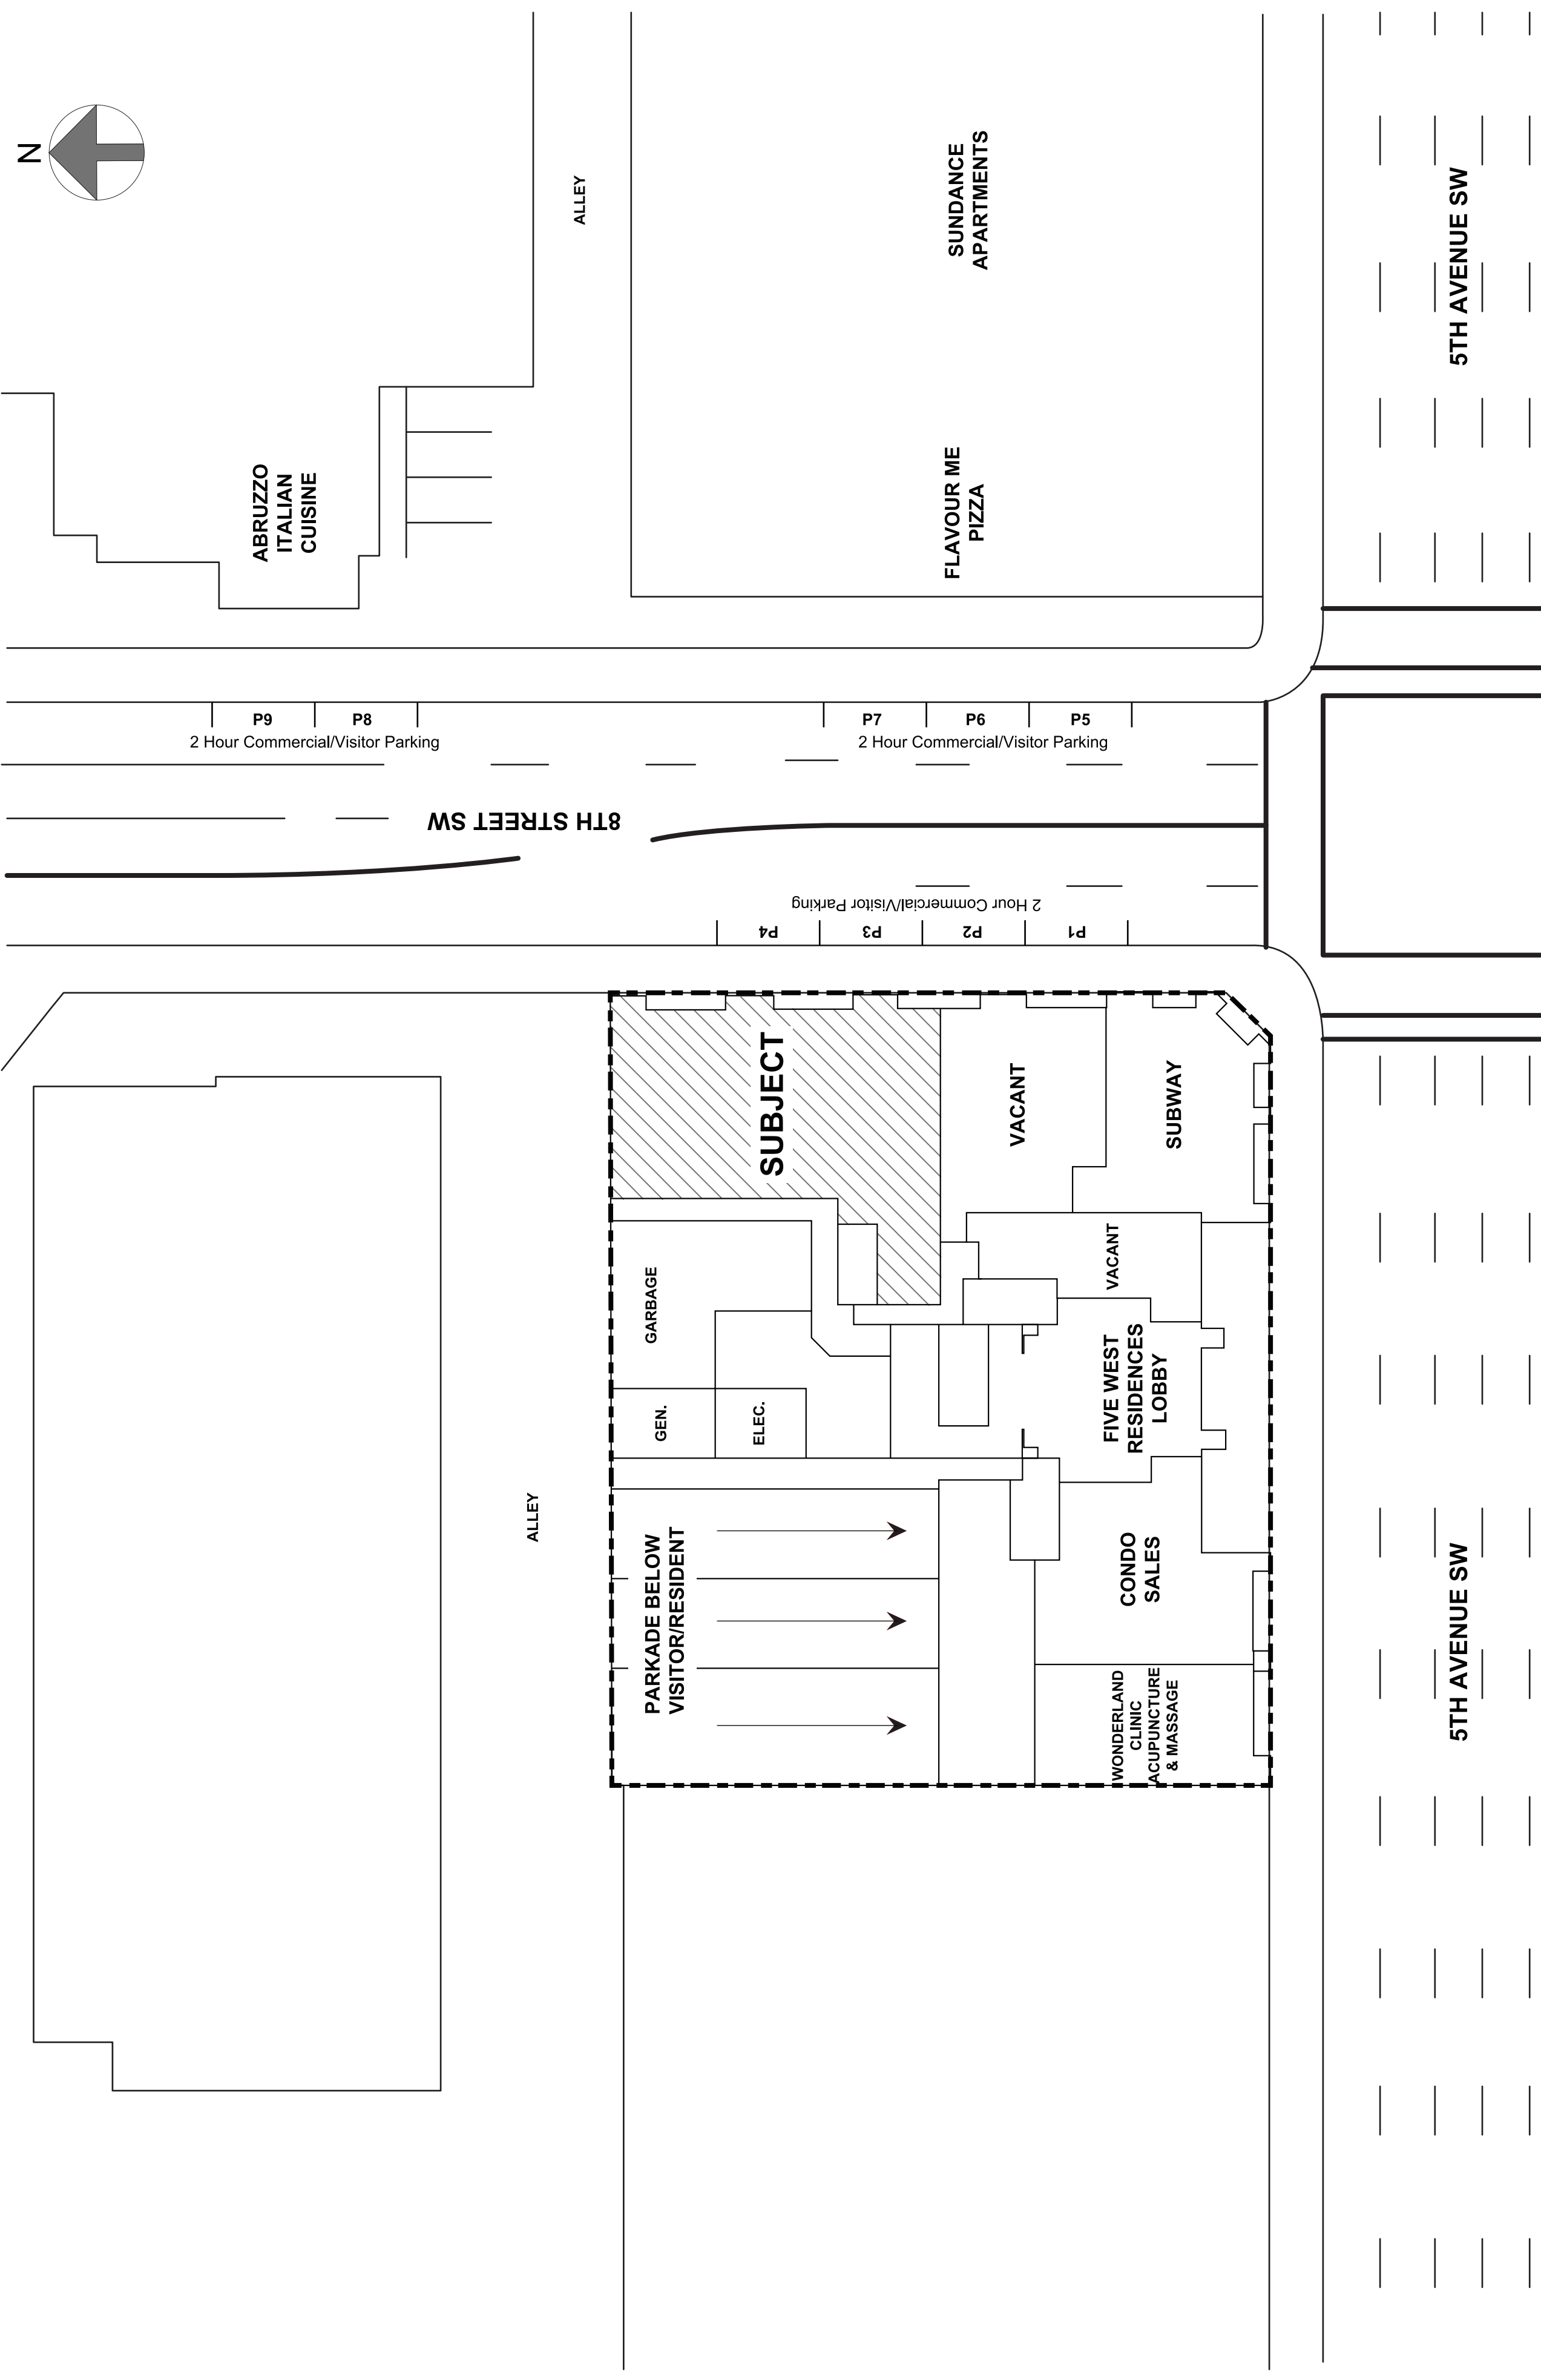 N
ALLEY
SUNDANCE
APARTMENTS
5TH AVENUE SW
ABRUZZO
ITALIAN
CUISINE
FLAVOUR ME
PIZZA
P9
P8
2 Hour Commercial/Visitor Parking
P7
P6
P5
2 Hour Commercial/Visitor Parking
8TH STREET SW
2 Hour Commercial/Visitor Parking
P4
P3
P2
P1
SUBJECT
VACANT
SUBWAY
GARBAGE
VACANT
GEN.
ELEC.
FIVE WEST
RESIDENCES
LOBBY
ALLEY
PARKADE BELOW
VISITOR/RESIDENT
CONDO
SALES
WONDERLAND
CLINIC
ACUPUNCTURE
& MASSAGE
5TH AVENUE SW